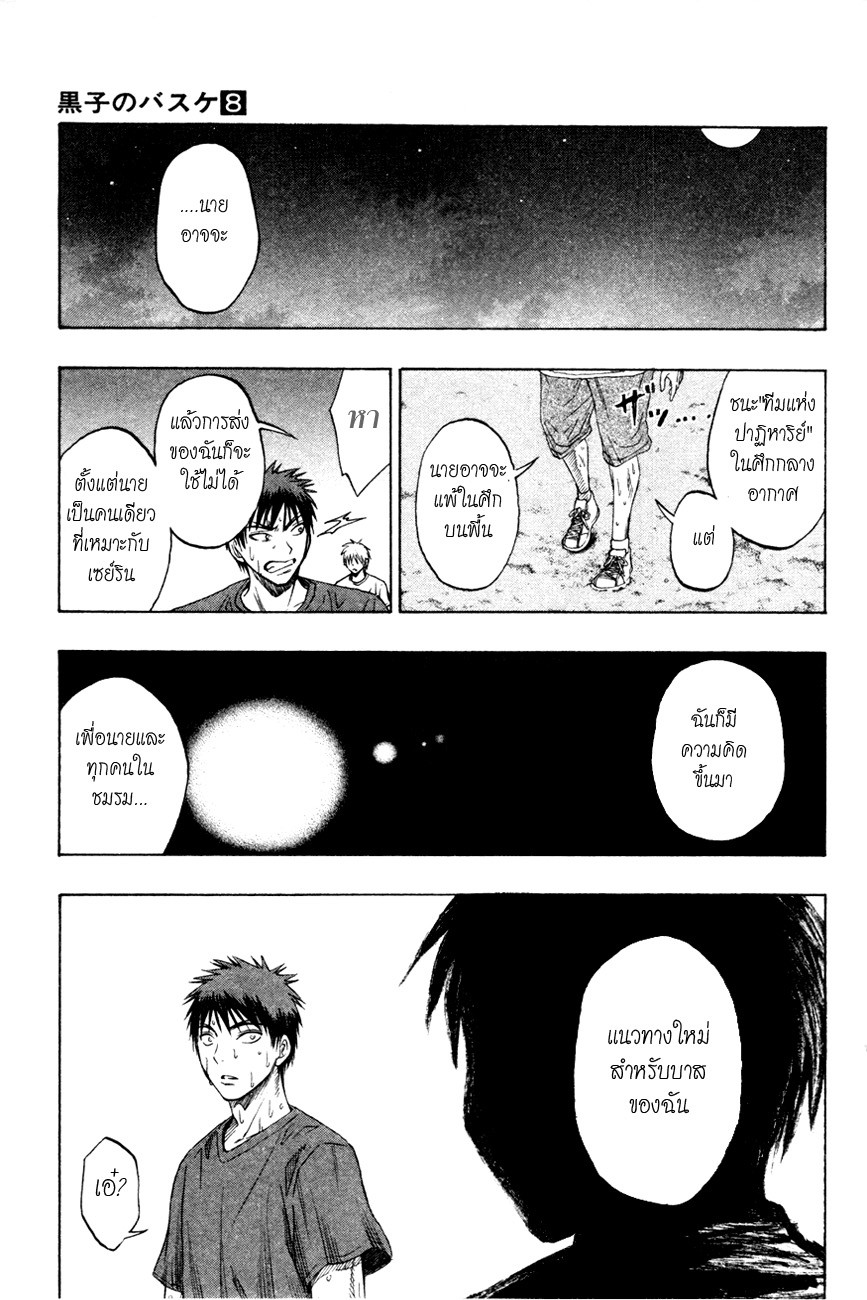 黒子のバスケ8
....นาย
อาจจะ
ชนะ"ทีมแห่ง
ปาฏิหาริย์"
ในศึกกลาง
อากาศ
แต่
ザッ……
นายอาจจะ
แพ้ในศึก
บนพื้น
หา
แล้วการส่ง
ของฉันก็จะ
ใช้ไม่ได้
ตั้งแต่นาย
เป็นคนเดียว
ที่เหมาะกับ
เซย์ริน
ฉันก็มี
ความคิด
ขึ้นมา
เพื่อนายและ
ทุกคนใน
ชมรม...
แนวทางใหม่
สำหรับบาส
ของฉัน
เอ๋?